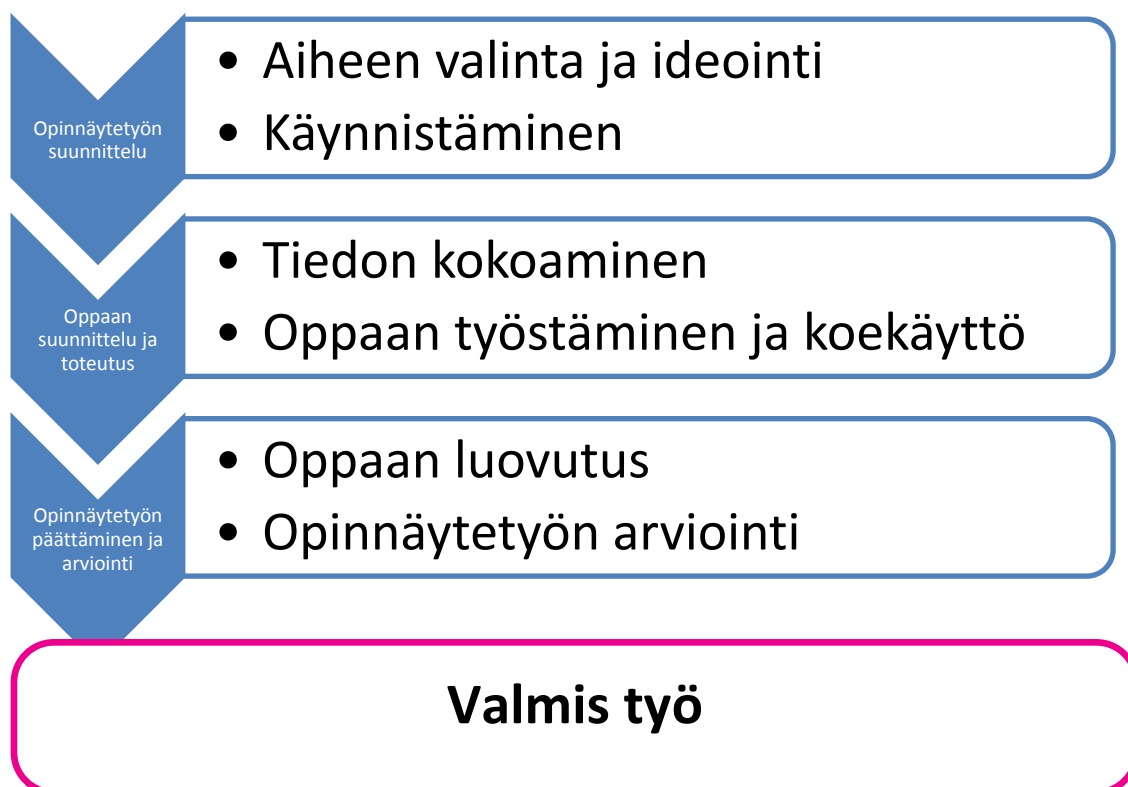 Opinnäytetyön
suunnittelu
• Aiheen valinta ja ideointi
• Käynnistäminen
Oppaan
suunnittelu ja
toteutus
• Tiedon kokoaminen
• Oppaan työstäminen ja koekäyttö
Opinnäytetyön
päättäminen ja
arviointi
• Oppaan luovutus
• Opinnäytetyön arviointi
Valmis työ